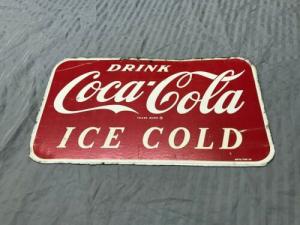 DRINK
Coca-Cola
TRADE MARK ®
ICE COLD